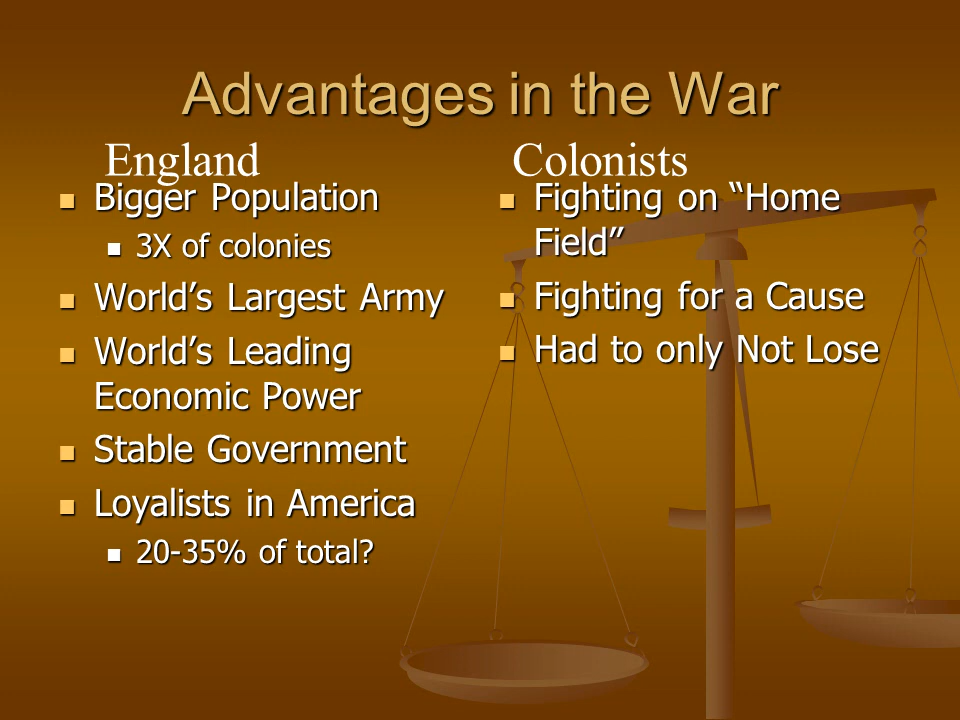 Advantages in the War
England
Bigger Population
3X of colonies
World’s Largest Army
World’s Leading
Economic Power
Stable Government
Loyalists in America
20-35% of total?
Colonists
Fighting on “Home
Field”
Fighting for a Cause
Had to only Not Lose